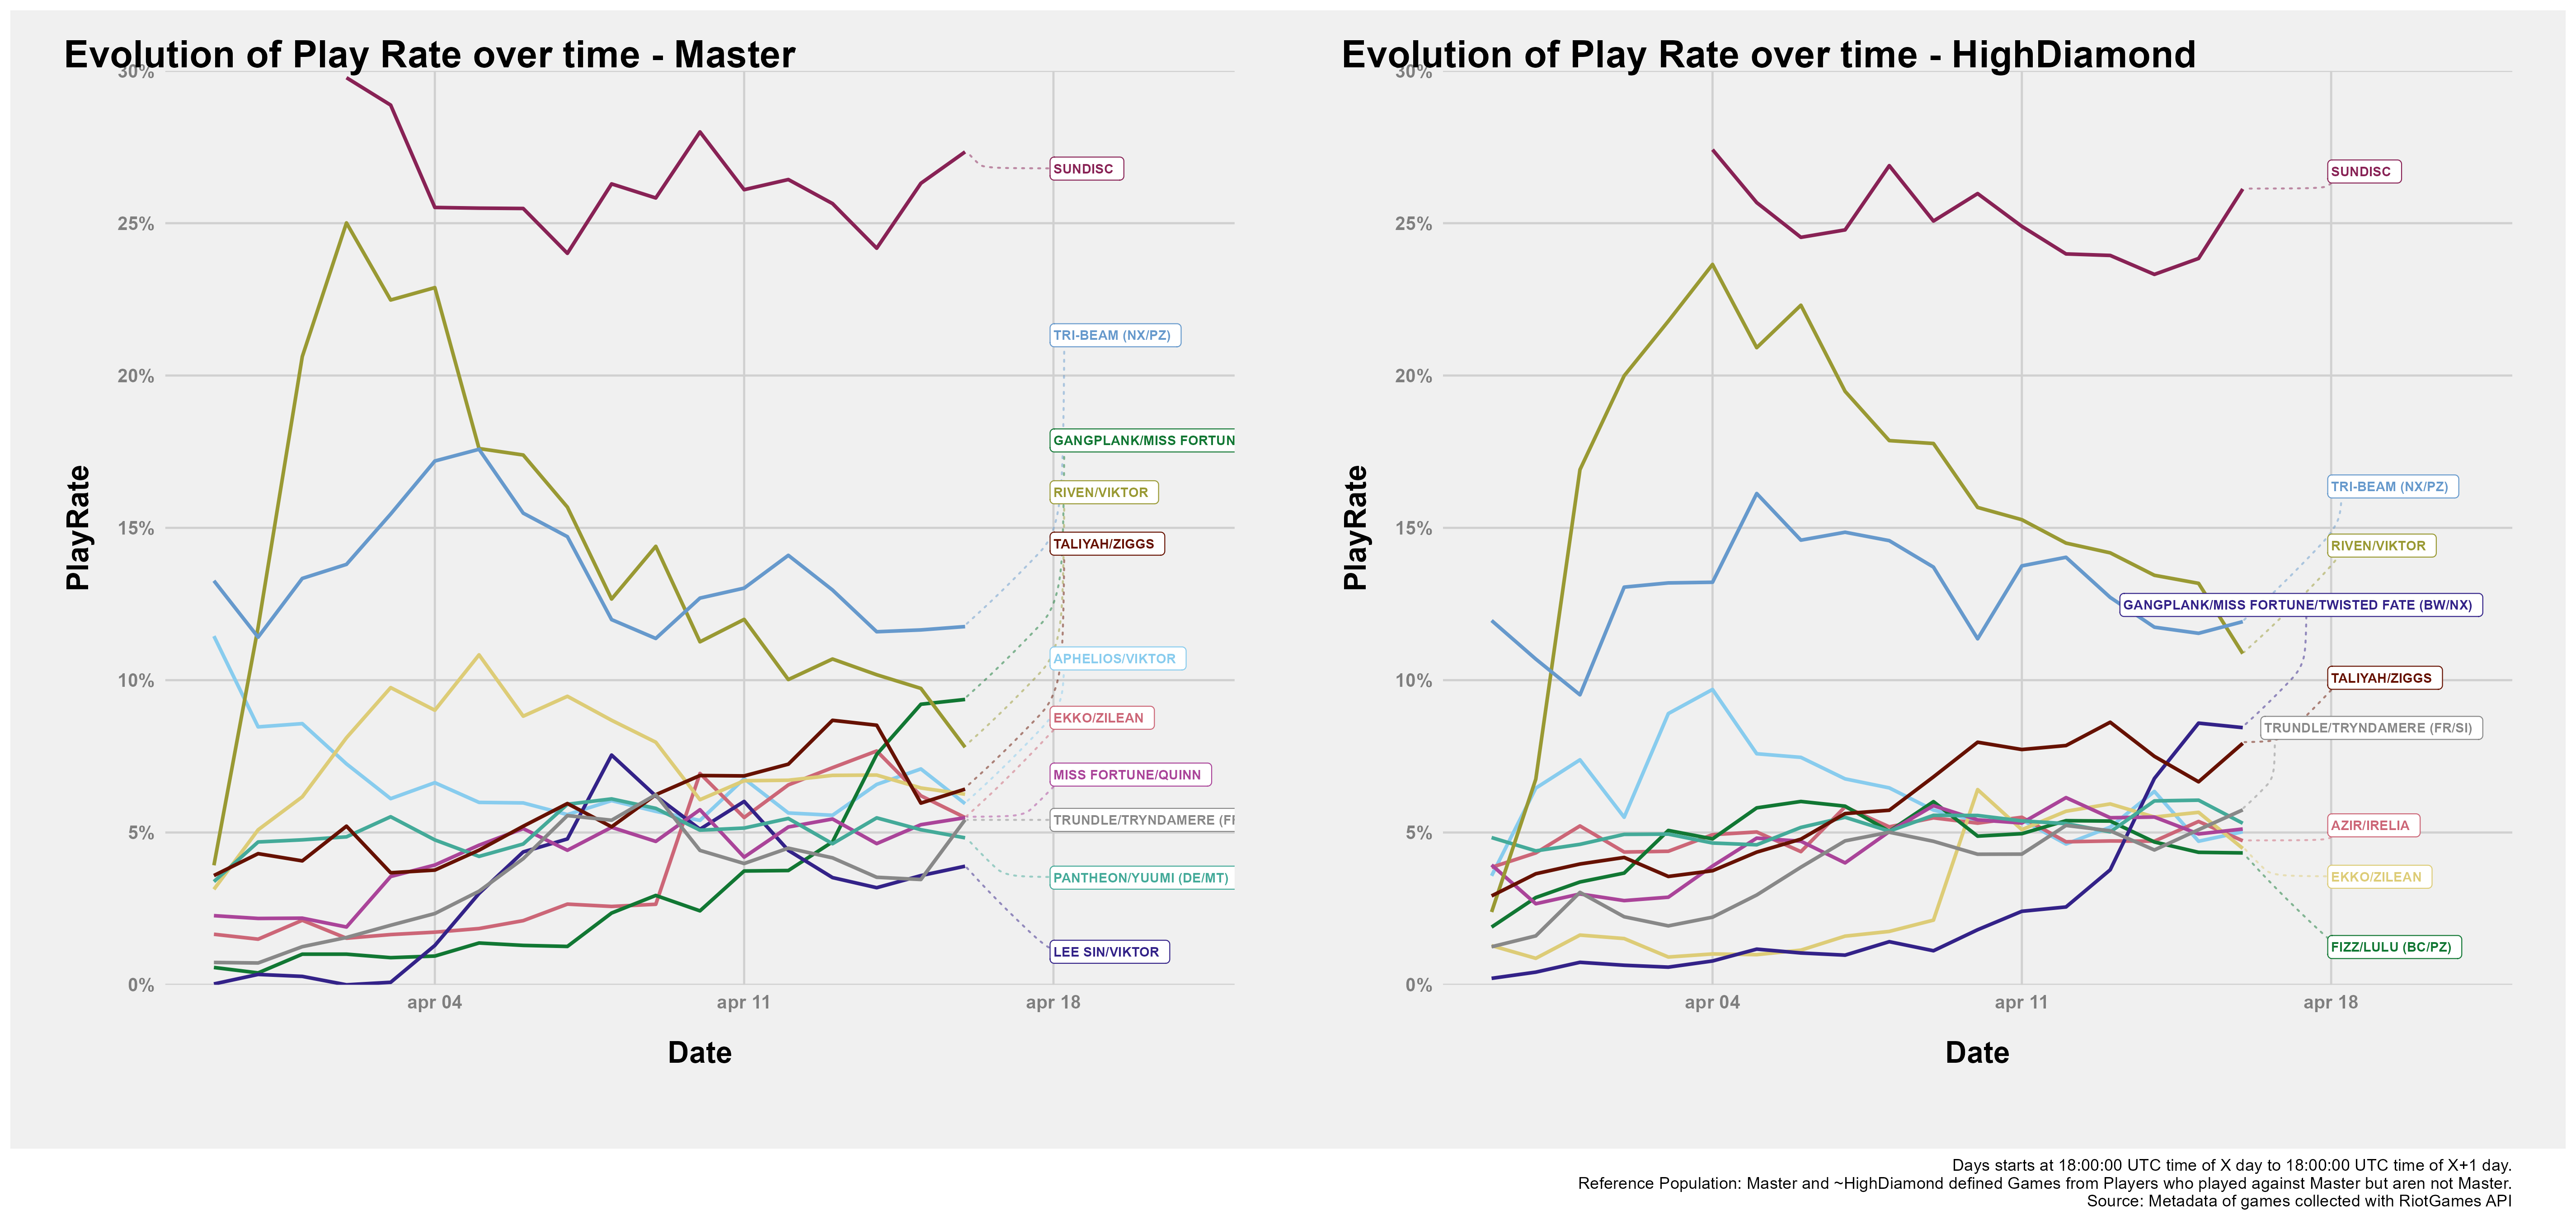 Evolution of Play Rate over time - Master
30%
25%
20%
15%
10%
5%
0%
PlayRate
apr 04
apr 11
apr 18
Date
SUNDISC
TRI-BEAM (NX/PZ)
GANGPLANK/MISS FORTUN
RIVEN/VIKTOR
TALIYAH/ZIGGS
APHELIOS/VIKTOR
EKKO/ZILEAN
MISS FORTUNE/QUINN
TRUNDLE/TRYNDAMERE (FR
PANTHEON/YUUMI (DE/MT)
LEE SIN/VIKTOR
Evolution of Play Rate over time - HighDiamond
30%
25%
20%
15%
10%
5%
0%
PlayRate
apr 04
apr 11
apr 18
Date
SUNDISC
TRI-BEAM (NX/PZ)
RIVEN/VIKTOR
GANGPLANK/MISS FORTUNE/TWISTED FATE (BW/NX)
TALIYAH/ZIGGS
TRUNDLE/TRYNDAMERE (FR/SI)
AZIR/IRELIA
EKKO/ZILEAN
FIZZ/LULU (BC/PZ)
Days starts at 18:00:00 UTC time of X day to 18:00:00 UTC time of X+1 day.
Reference Population: Master and ~HighDiamond defined Games from Players who played against Master but aren not Master.
Source: Metadata of games collected with RiotGames API